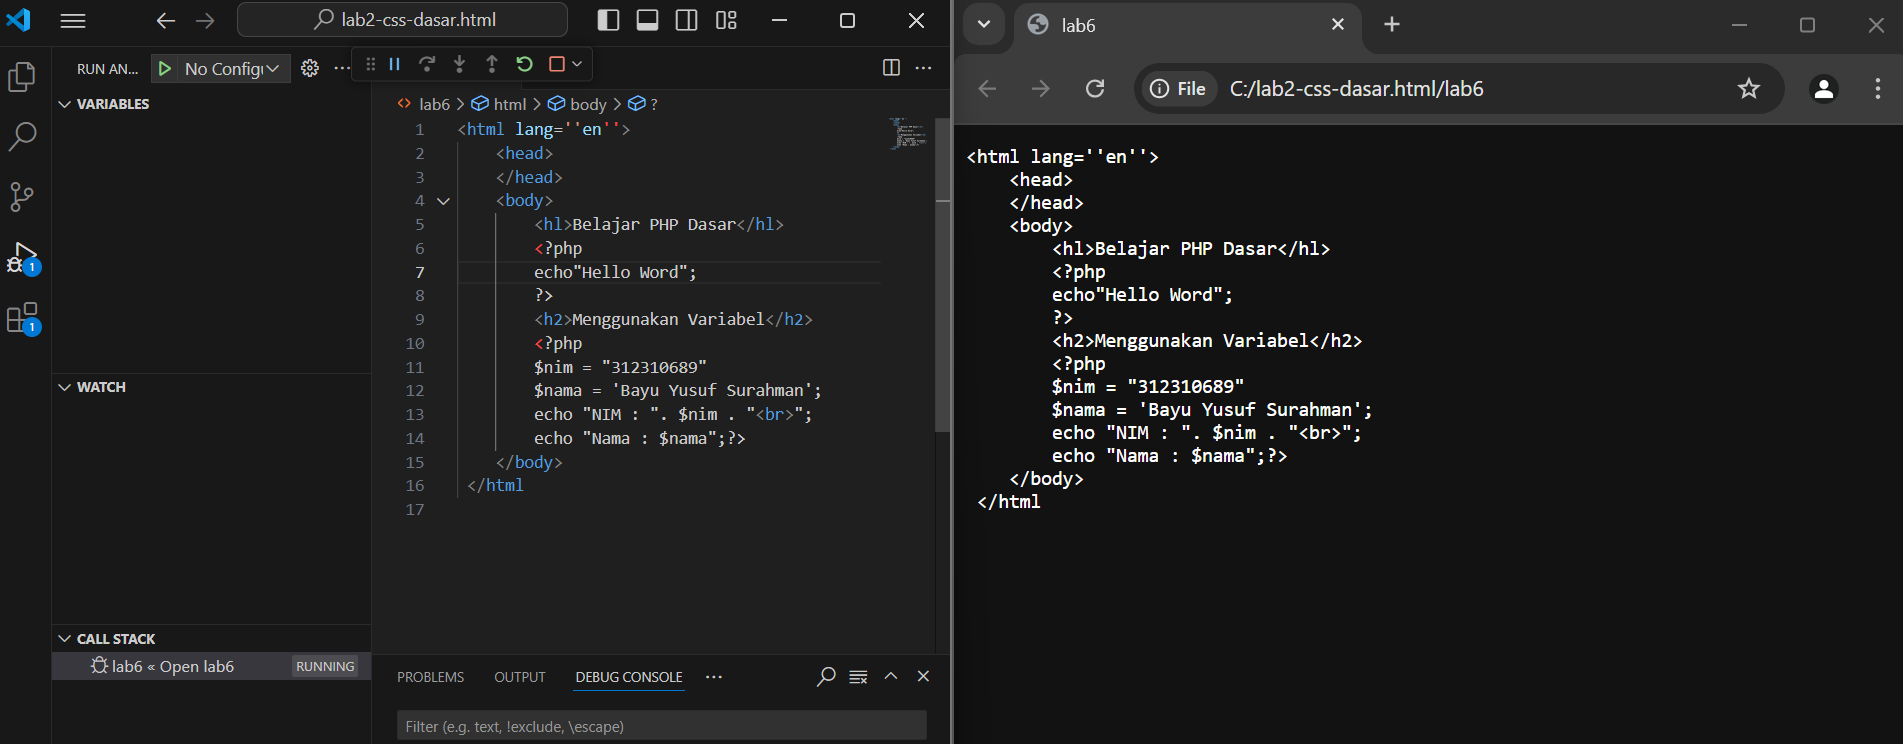 lab2-css-dasar.html
RUN AN...
No Config
VARIABLES
WATCH
CALL STACK
lab6 « Open lab6
RUNNING
1
1
lab6 > html > body > ?
1 <html lang=''en''>
2 <head>
3 </head>
4 <body>
5 <hl>Belajar PHP Dasar</hl>
6 <?php
7 echo"Hello Word";
8 ?>
9 <h2>Menggunakan Variabel</h2>
10 <?php
11 $nim = "312310689"
12 $nama = 'Bayu Yusuf Surahman';
13 echo "NIM : ". $nim . "<br>";
14 echo "Nama : $nama";?>
15 </body>
16 </html
17
PROBLEMS OUTPUT DEBUG CONSOLE ...
Filter (e.g. text, !exclude, \escape)
lab6
File C:/lab2-css-dasar.html/lab6
<html lang=''en''>
<head>
</head>
<body>
<hl>Belajar PHP Dasar</hl>
<?php
echo"Hello Word";
?>
<h2>Menggunakan Variabel</h2>
<?php
$nim = "312310689"
$nama = 'Bayu Yusuf Surahman';
echo "NIM : ". $nim . "<br>";
echo "Nama : $nama";?>
</body>
</html